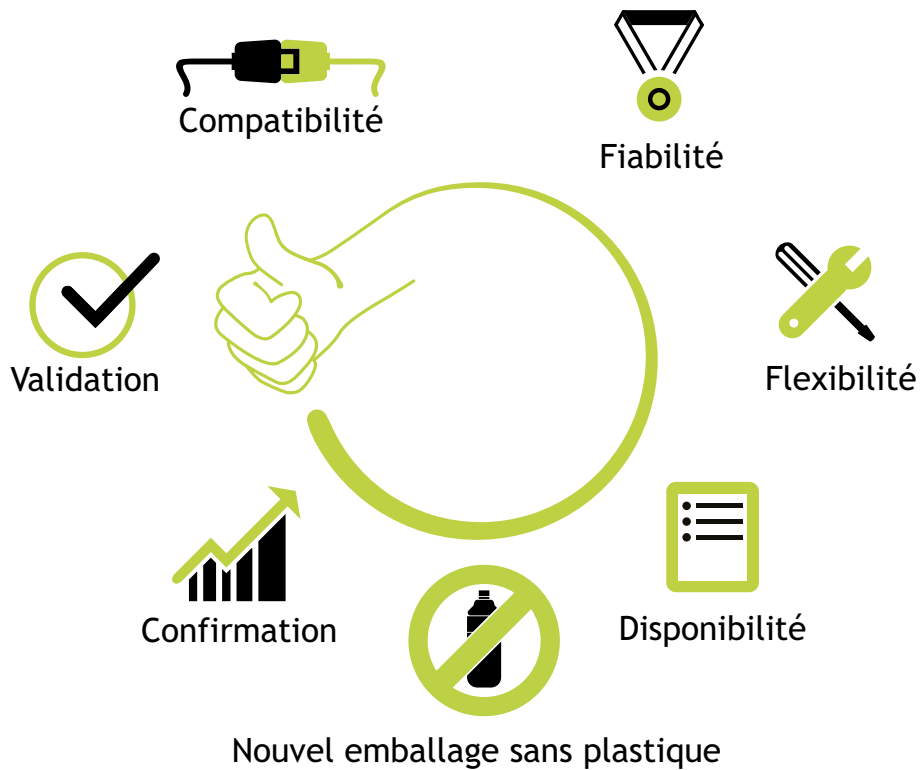 Compatibilité
Fiabilité
Validation
Flexibilité
Confirmation
Disponibilité
Nouvel emballage sans plastique